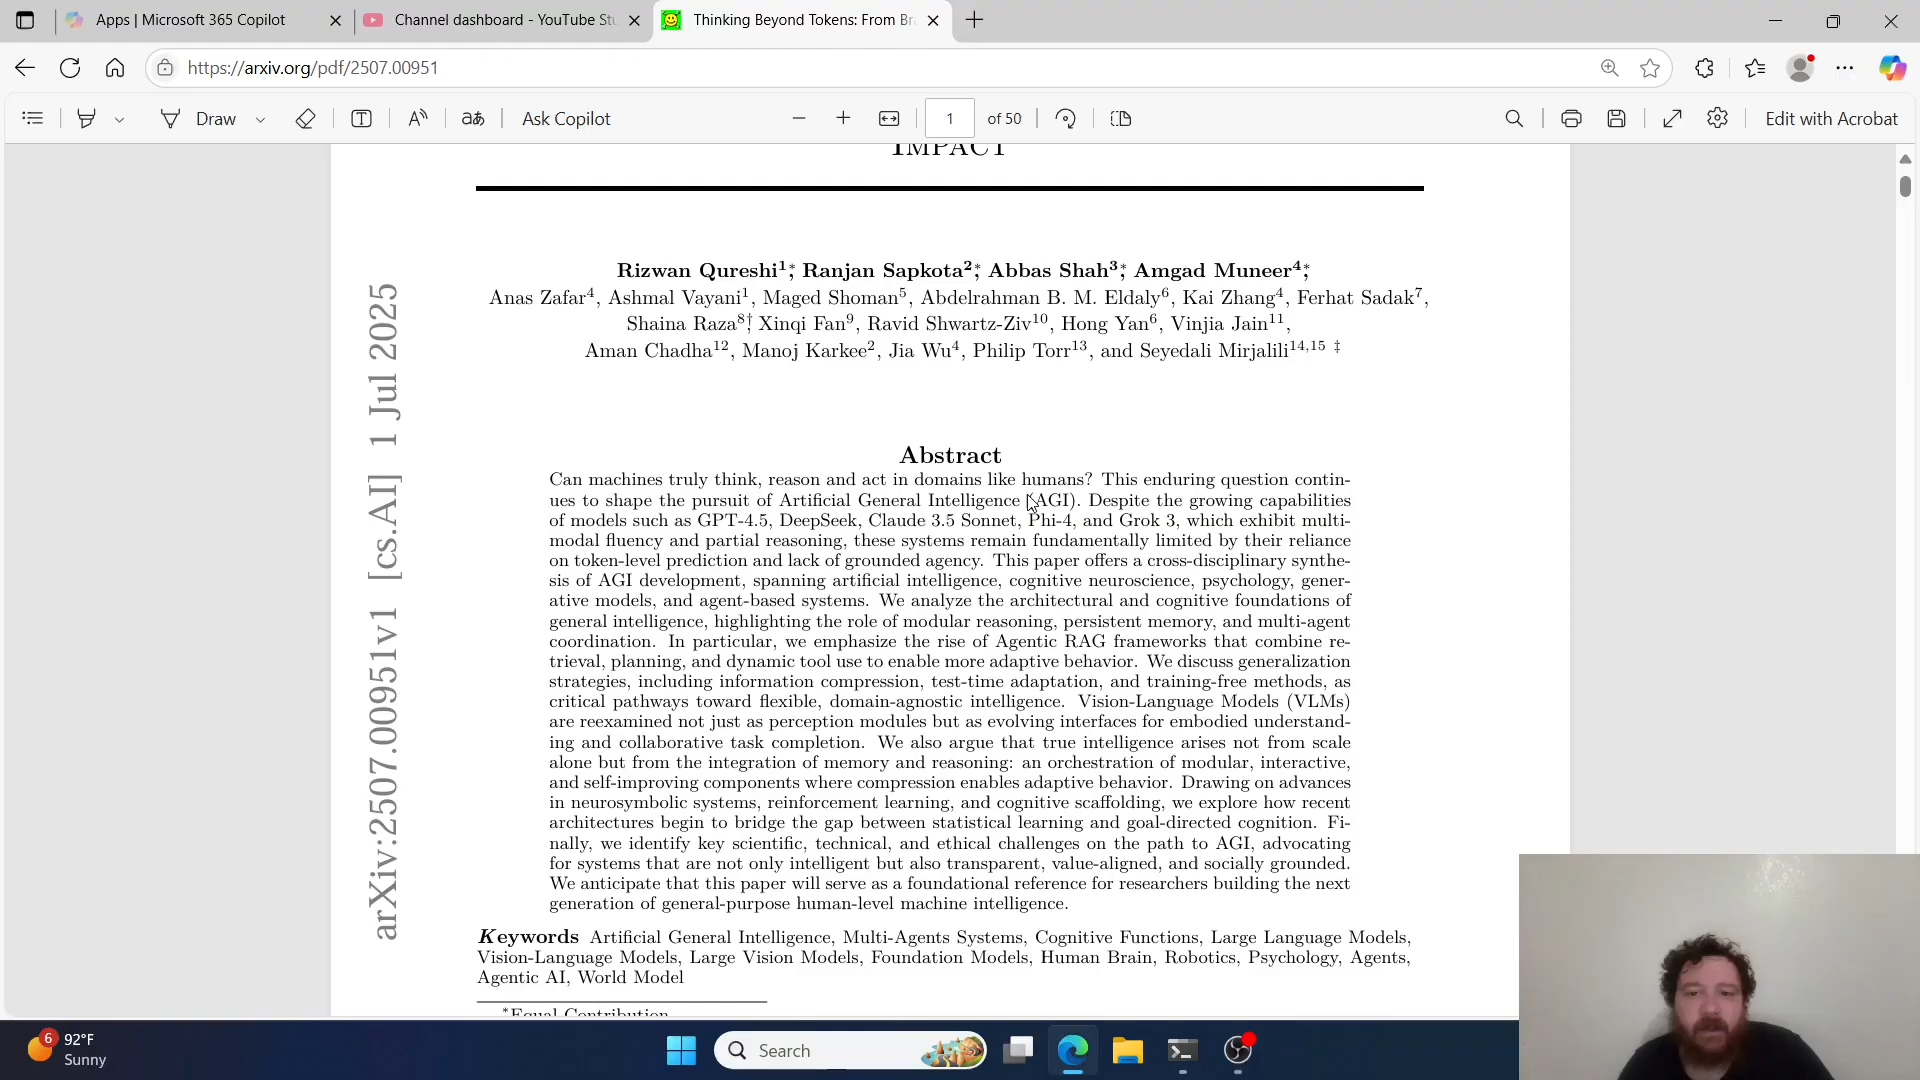 Apps | Microsoft 365 Copilot
Channel dashboard - YouTube Stu
Thinking Beyond Tokens: From Br
https://arxiv.org/pdf/2507.00951
Draw
aあ
Ask Copilot
1
of 50
Edit with Acrobat
IMPACT
Rizwan Qureshi1*, Ranjan Sapkota2*, Abbas Shah3*, Amgad Muneer4*,
Anas Zafar4, Ashmal Vayani1, Maged Shoman5, Abdelrahman B. M. Eldaly6, Kai Zhang4, Ferhat Sadak7,
Shaina Raza8†, Xinqi Fan9, Ravid Shwartz-Ziv10, Hong Yan6, Vinjia Jain11,
Aman Chadha12, Manoj Karkee2, Jia Wu4, Philip Torr13, and Seyedali Mirjalili14,15 ‡
arXiv:2507.00951v1 [cs.AI] 1 Jul 2025
Abstract
Can machines truly think, reason and act in domains like humans? This enduring question contin-
ues to shape the pursuit of Artificial General Intelligence (AGI). Despite the growing capabilities
of models such as GPT-4.5, DeepSeek, Claude 3.5 Sonnet, Phi-4, and Grok 3, which exhibit multi-
modal fluency and partial reasoning, these systems remain fundamentally limited by their reliance
on token-level prediction and lack of grounded agency. This paper offers a cross-disciplinary synthe-
sis of AGI development, spanning artificial intelligence, cognitive neuroscience, psychology, gener-
ative models, and agent-based systems. We analyze the architectural and cognitive foundations of
general intelligence, highlighting the role of modular reasoning, persistent memory, and multi-agent
coordination. In particular, we emphasize the rise of Agentic RAG frameworks that combine re-
trieval, planning, and dynamic tool use to enable more adaptive behavior. We discuss generalization
strategies, including information compression, test-time adaptation, and training-free methods, as
critical pathways toward flexible, domain-agnostic intelligence. Vision-Language Models (VLMs)
are reexamined not just as perception modules but as evolving interfaces for embodied understand-
ing and collaborative task completion. We also argue that true intelligence arises not from scale
alone but from the integration of memory and reasoning: an orchestration of modular, interactive,
and self-improving components where compression enables adaptive behavior. Drawing on advances
in neurosymbolic systems, reinforcement learning, and cognitive scaffolding, we explore how recent
architectures begin to bridge the gap between statistical learning and goal-directed cognition. Fi-
nally, we identify key scientific, technical, and ethical challenges on the path to AGI, advocating
for systems that are not only intelligent but also transparent, value-aligned, and socially grounded.
We anticipate that this paper will serve as a foundational reference for researchers building the next
generation of general-purpose human-level machine intelligence.
Keywords Artificial General Intelligence, Multi-Agents Systems, Cognitive Functions, Large Language Models,
Vision-Language Models, Large Vision Models, Foundation Models, Human Brain, Robotics, Psychology, Agents,
Agentic AI, World Model
*Equal Contribution
6
92°F
Sunny
Search